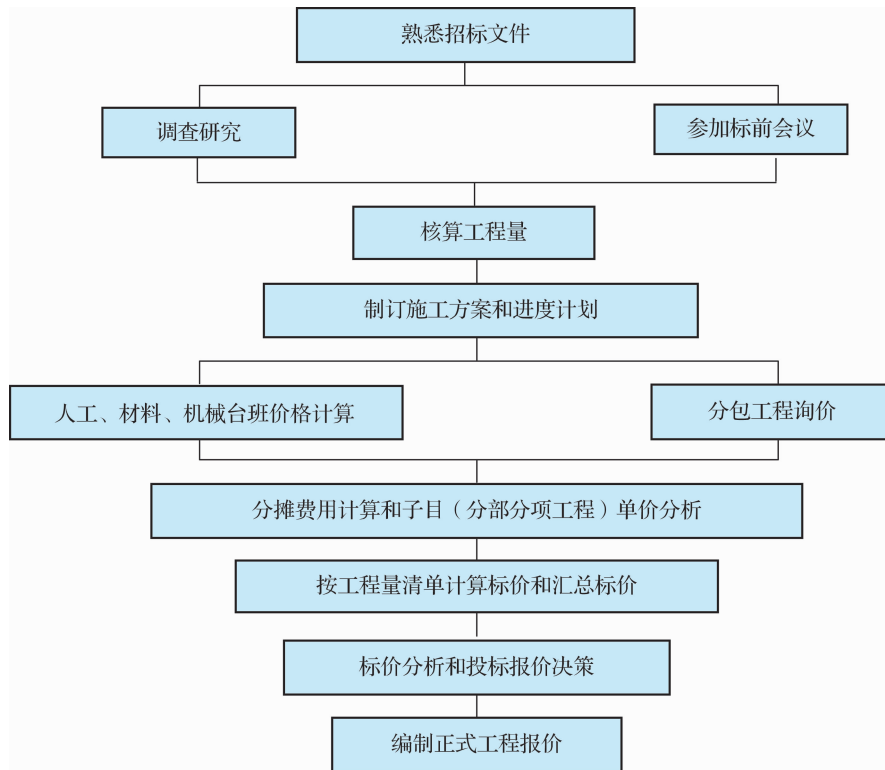 熟悉招标文件
调查研究
参加标前会议
核算工程量
制订施工方案和进度计划
人工、材料、机械台班价格计算
分包工程询价
分摊费用计算和子目（分部分项工程）单价分析
按工程量清单计算标价和汇总标价
标价分析和投标报价决策
编制正式工程报价